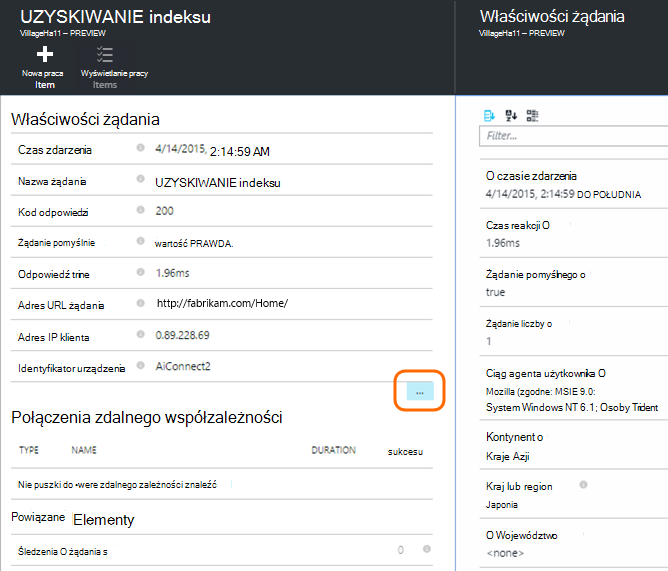 UZYSKIWANIE indeksu
VillageHa11 – PREVIEW
Nowa praca
Item
Wyświetlanie pracy
Items
Właściwości żądania
Czas zdarzenia 4/14/2015, 2:14:59 AM
Nazwa żądania UZYSKIWANIE indeksu
Kod odpowiedzi 200
Żądanie pomyślnie wartość PRAWDA.
Odpowiedź trine 1.96ms
Adres URL żądania http://fabrikam.com/Home/
Adres IP klienta 0.89.228.69
Identyfikator urządzenia AiConnect2
...
Połączenia zdalnego współzależności
TYPE NAME DURATION sukcesu
Nie puszki do -were zdalnego zależności znaleźć
Powiązane Elementy
Śledzenia O żądania s 0
Właściwości żądania
VillageHa11 – PREVIEW
Filter...
O czasie zdarzenia
4/14/2015, 2:14:59 DO POŁUDNIA
Czas reakcji O
1.96ms
Żądanie pomyślnego o
true
Żądanie liczby o
1
Ciąg agenta użytkownika O
Mozilla (zgodne: MSIE 9.0:
System Windows NT 6.1; Osoby Trident
Kontynent o
Kraje Azji
Kraj lub region
Japonia
O Województwo
<none>